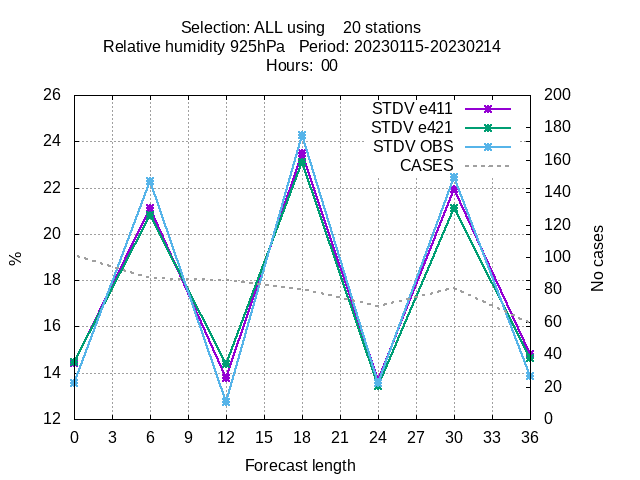 Selection: ALL using    20 stations
Relative humidity 925hPa   Period: 20230115-20230214
Hours:  00
26
24
22
20
18
16
14
12
%
200
180
160
140
120
100
80
60
40
20
0
No cases
STDV e411
STDV e421
STDV OBS
CASES
0 3 6 9 12 15 18 21 24 27 30 33 36
Forecast length